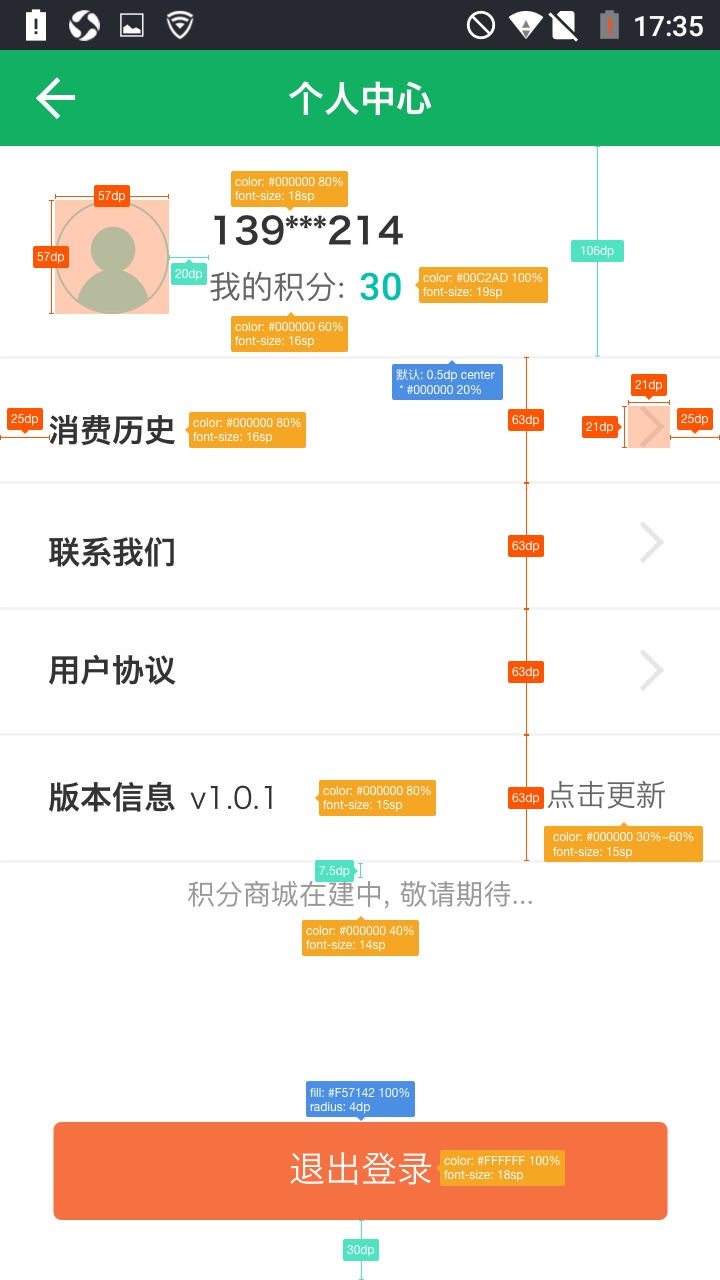 17:35
个人中心
color: #000000 80%
font-size: 18sp
57dp
139***214
106dp
57dp
20dp
我的积分: 30
color: #00C2AD 100%
font-size: 19sp
color: #000000 60%
font-size: 16sp
默认: 0.5dp center
* #000000 20%
21dp
25dp
消费历史
color: #000000 80%
font-size: 16sp
63dp
21dp
25dp
联系我们
63dp
用户协议
63dp
版本信息 v1.0.1
color: #000000 80%
font-size: 15sp
63dp
点击更新
color: #000000 30%~60%
font-size: 15sp
7.5dp
积分商城在建中, 敬请期待...
color: #000000 40%
font-size: 14sp
fill: #F57142 100%
radius: 4dp
退出登录
color: #FFFFFF 100%
font-size: 18sp
30dp